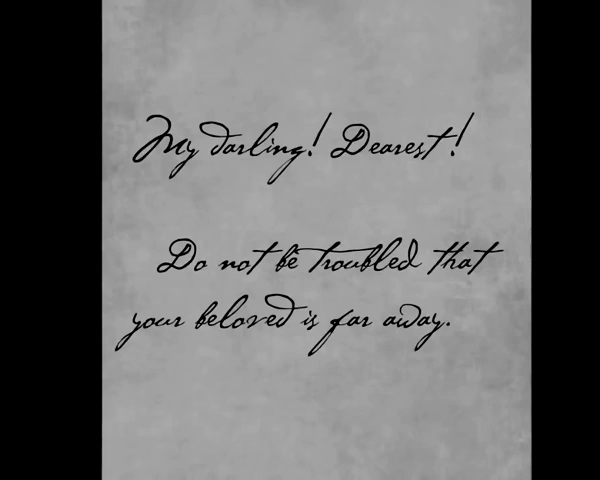 My darling! Dearest!
Do not be troubled that
your beloved is far away.